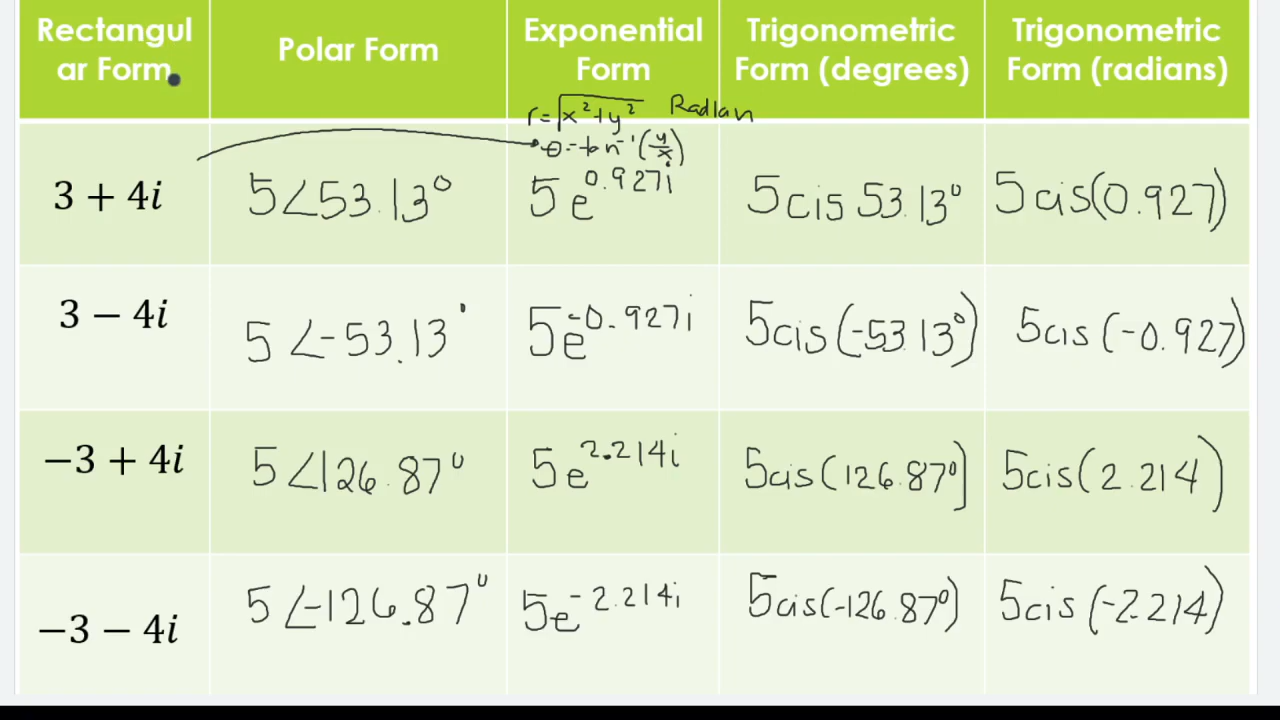 Rectangul
ar Form
Polar Form
Exponential
Form
Trigonometric
Form (degrees)
Trigonometric
Form (radians)
r = √x² + y² Radian
θ = tan⁻¹(y/x)
3 + 4i
5∠53.13°
5e^0.927i
5cis 53.13°
5cis(0.927)
3 − 4i
5∠-53.13°
5e^-0.927i
5cis(-53.13°)
5cis(-0.927)
−3 + 4i
5∠126.87°
5e^2.214i
5cis(126.87°)
5cis(2.214)
−3 − 4i
5∠-126.87°
5e^-2.214i
5cis(-126.87°)
5cis(-2.214)